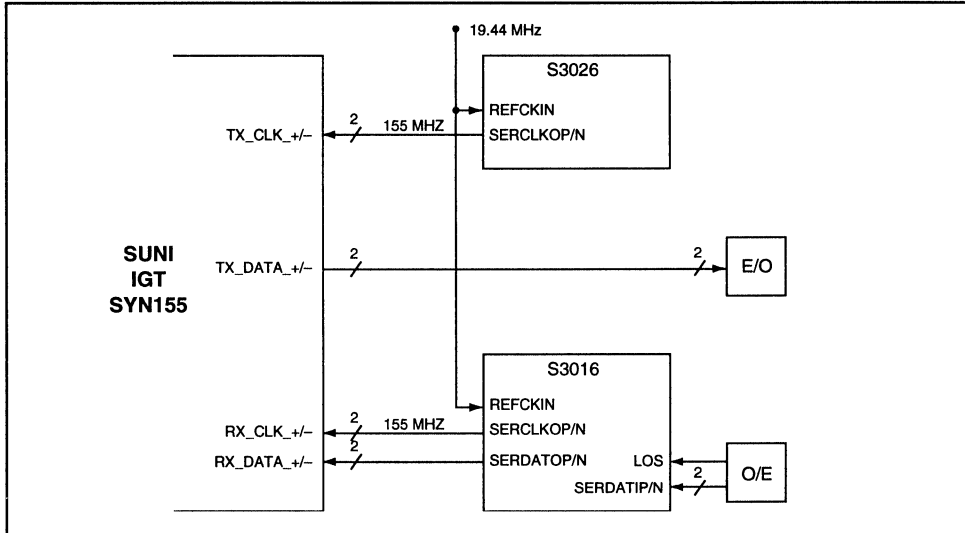 19.44 MHz
S3026
REFCKIN
TX_CLK_+/–
2
155 MHZ
SERCLKOP/N
SUNI
IGT
SYN155
TX_DATA_+/–
2
2
E/O
S3016
REFCKIN
RX_CLK_+/–
2
155 MHZ
SERCLKOP/N
RX_DATA_+/–
2
SERDATOP/N
LOS
SERDATIP/N
2
O/E